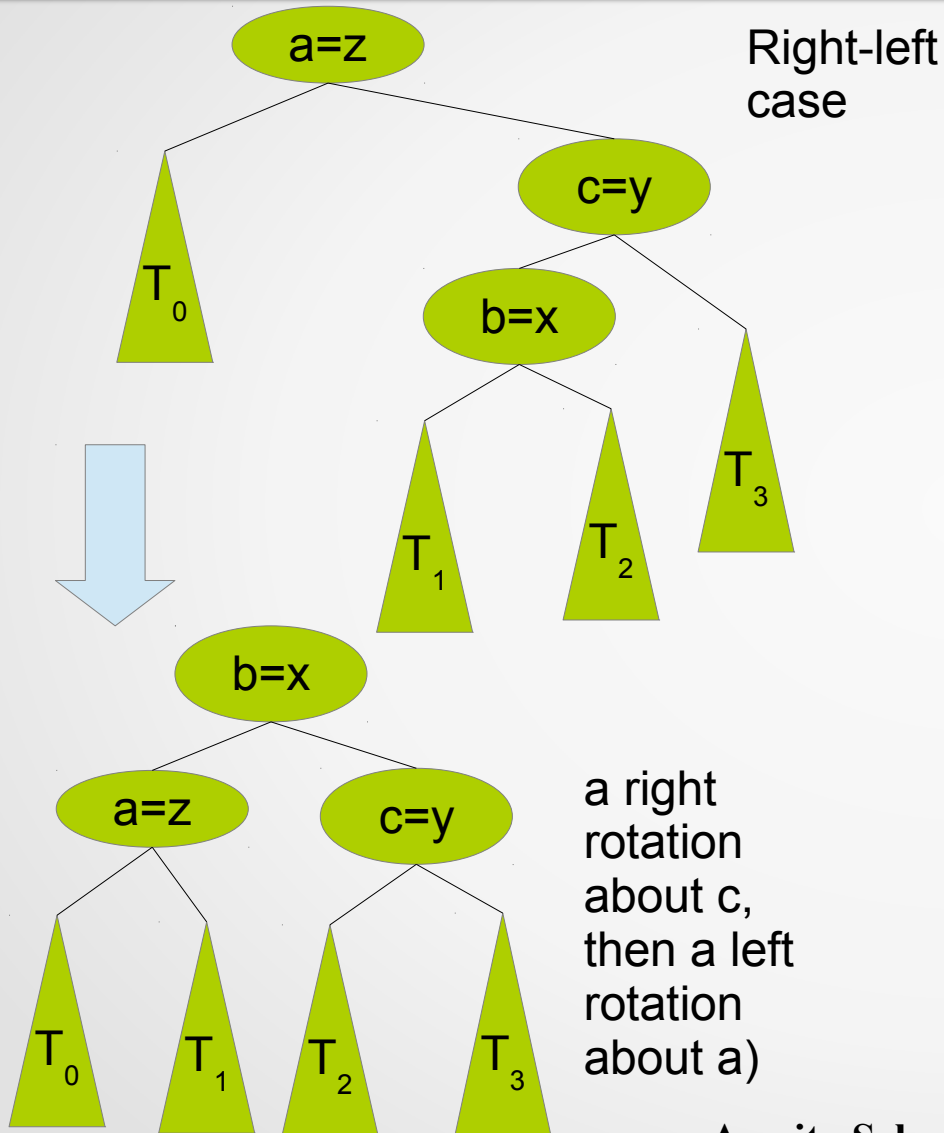 a=z
Right-left
case
c=y
T0
b=x
T3
T1
T2
b=x
a=z
c=y
a right
rotation
about c,
then a left
rotation
about a)
T0
T1
T2
T3